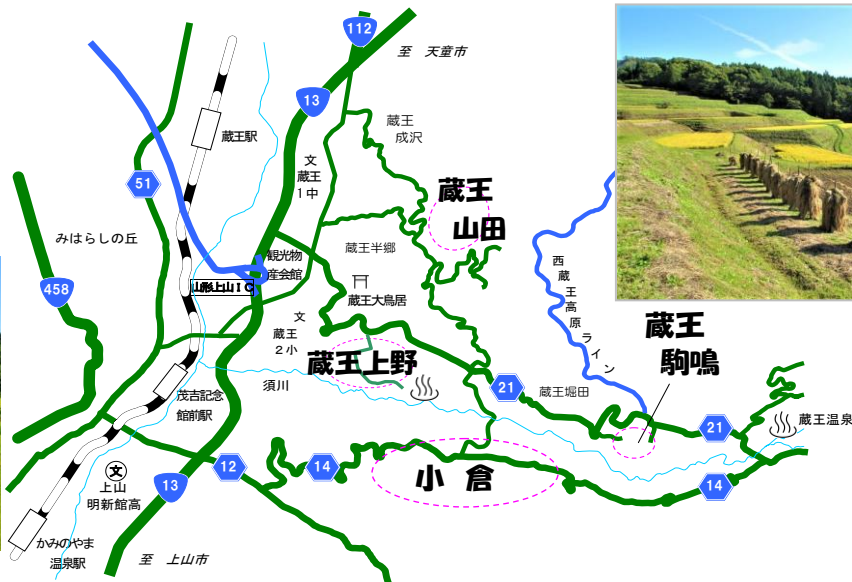 112
至 天童市
13
蔵王駅
蔵王
成沢
文
蔵王
1中
51
蔵王
山田
みはらしの丘
蔵王半郷
観光物
産会館
西蔵王高原ライン
458
山形上山IC
蔵王大鳥居
文
蔵王
2小
蔵王
駒鳴
蔵王上野
須川
21
蔵王堀田
茂吉記念
館前駅
21
蔵王温泉
12
14
小倉
14
文
上山
明新館高
13
かみのやま
温泉駅
至 上山市